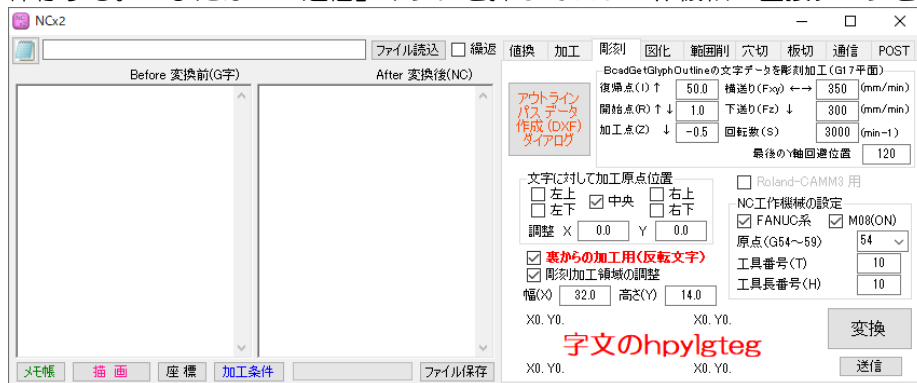 NCx2
ファイル読込 繰返
Before 変換前(G字) After 変換後(NC)
メモ帳 描 画 座 標 加工条件 ファイル保存
値換 加工 彫刻 図化 範囲削 穴切 板切 通信 POST
アウトライン
パス データ
作成 (DXF)
ダイアログ
BcadGetGlyphOutlineの文字データを彫刻加工(G17平面)
復帰点(I)↑ 50.0 横送り(Fxy) ←→ 350 (mm/min)
開始点(R)↑↓ 1.0 下送り(Fz) ↓ 300 (mm/min)
加工点(Z) ↓ -0.5 回転数(S) 3000 (min-1)
最後のY軸回避位置 120
文字に対して加工原点位置
左上 中央 右上
左下 右下
調整 X 0.0 Y 0.0
裏からの加工用(反転文字)
彫刻加工領域の調整
幅(X) 32.0 高さ(Y) 14.0
Roland-CAMM3 用
NC工作機械の設定
FANUC系 M08(ON)
原点(G54～59) 54
工具番号(T) 10
工具長番号(H) 10
X0. Y0. X0. Y0.
字文のhpylgteg
X0. Y0. X0. Y0.
変換
送信